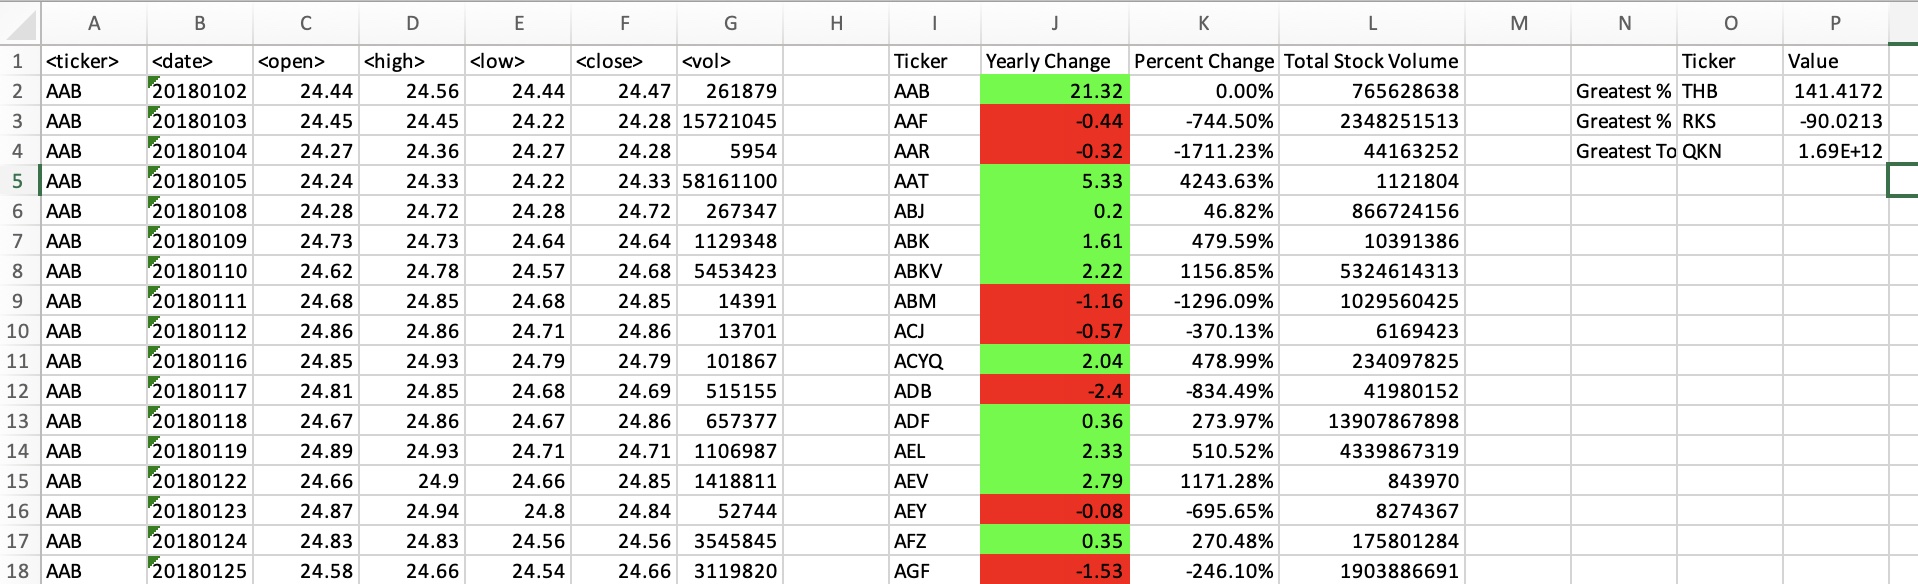 A B C D E F G H I J K L M N O P
1 <ticker> <date> <open> <high> <low> <close> <vol> Ticker Yearly Change Percent Change Total Stock Volume Ticker Value
2 AAB 20180102 24.44 24.56 24.44 24.47 261879 AAB 21.32 0.00% 765628638 Greatest % THB 141.4172
3 AAB 20180103 24.45 24.45 24.22 24.28 15721045 AAF -0.44 -744.50% 2348251513 Greatest % RKS -90.0213
4 AAB 20180104 24.27 24.36 24.27 24.28 5954 AAR -0.32 -1711.23% 44163252 Greatest To QKN 1.69E+12
5 AAB 20180105 24.24 24.33 24.22 24.33 58161100 AAT 5.33 4243.63% 1121804
6 AAB 20180108 24.28 24.72 24.28 24.72 267347 ABJ 0.2 46.82% 866724156
7 AAB 20180109 24.73 24.73 24.64 24.64 1129348 ABK 1.61 479.59% 10391386
8 AAB 20180110 24.62 24.78 24.57 24.68 5453423 ABKV 2.22 1156.85% 5324614313
9 AAB 20180111 24.68 24.85 24.68 24.85 14391 ABM -1.16 -1296.09% 1029560425
10 AAB 20180112 24.86 24.86 24.71 24.86 13701 ACJ -0.57 -370.13% 6169423
11 AAB 20180116 24.85 24.93 24.79 24.79 101867 ACYQ 2.04 478.99% 234097825
12 AAB 20180117 24.81 24.85 24.68 24.69 515155 ADB -2.4 -834.49% 41980152
13 AAB 20180118 24.67 24.86 24.67 24.86 657377 ADF 0.36 273.97% 13907867898
14 AAB 20180119 24.89 24.93 24.71 24.71 1106987 AEL 2.33 510.52% 4339867319
15 AAB 20180122 24.66 24.9 24.66 24.85 1418811 AEV 2.79 1171.28% 843970
16 AAB 20180123 24.87 24.94 24.8 24.84 52744 AEY -0.08 -695.65% 8274367
17 AAB 20180124 24.83 24.83 24.56 24.56 3545845 AFZ 0.35 270.48% 175801284
18 AAB 20180125 24.58 24.66 24.54 24.66 3119820 AGF -1.53 -246.10% 1903886691